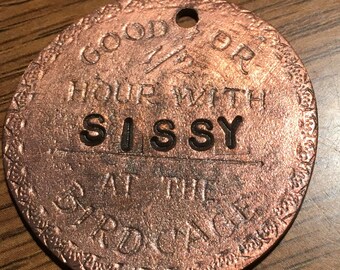 GOOD FOR
1/2
HOUR WITH
SISSY
AT THE
BIRDCAGE